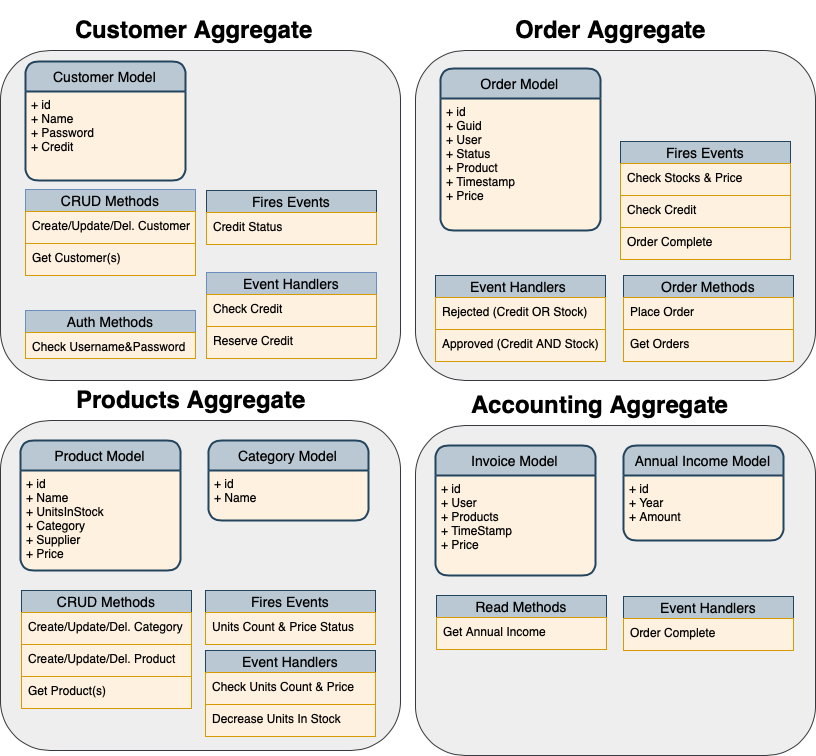 Customer Aggregate
Customer Model
+ id
+ Name
+ Password
+ Credit
CRUD Methods
Create/Update/Del. Customer
Get Customer(s)
Fires Events
Credit Status
Event Handlers
Check Credit
Reserve Credit
Auth Methods
Check Username&Password
Order Aggregate
Order Model
+ id
+ Guid
+ User
+ Status
+ Product
+ Timestamp
+ Price
Fires Events
Check Stocks & Price
Check Credit
Order Complete
Event Handlers
Rejected (Credit OR Stock)
Approved (Credit AND Stock)
Order Methods
Place Order
Get Orders
Products Aggregate
Product Model
+ id
+ Name
+ UnitsInStock
+ Category
+ Supplier
+ Price
Category Model
+ id
+ Name
CRUD Methods
Create/Update/Del. Category
Create/Update/Del. Product
Get Product(s)
Fires Events
Units Count & Price Status
Event Handlers
Check Units Count & Price
Decrease Units In Stock
Accounting Aggregate
Invoice Model
+ id
+ User
+ Products
+ TimeStamp
+ Price
Annual Income Model
+ id
+ Year
+ Amount
Read Methods
Get Annual Income
Event Handlers
Order Complete